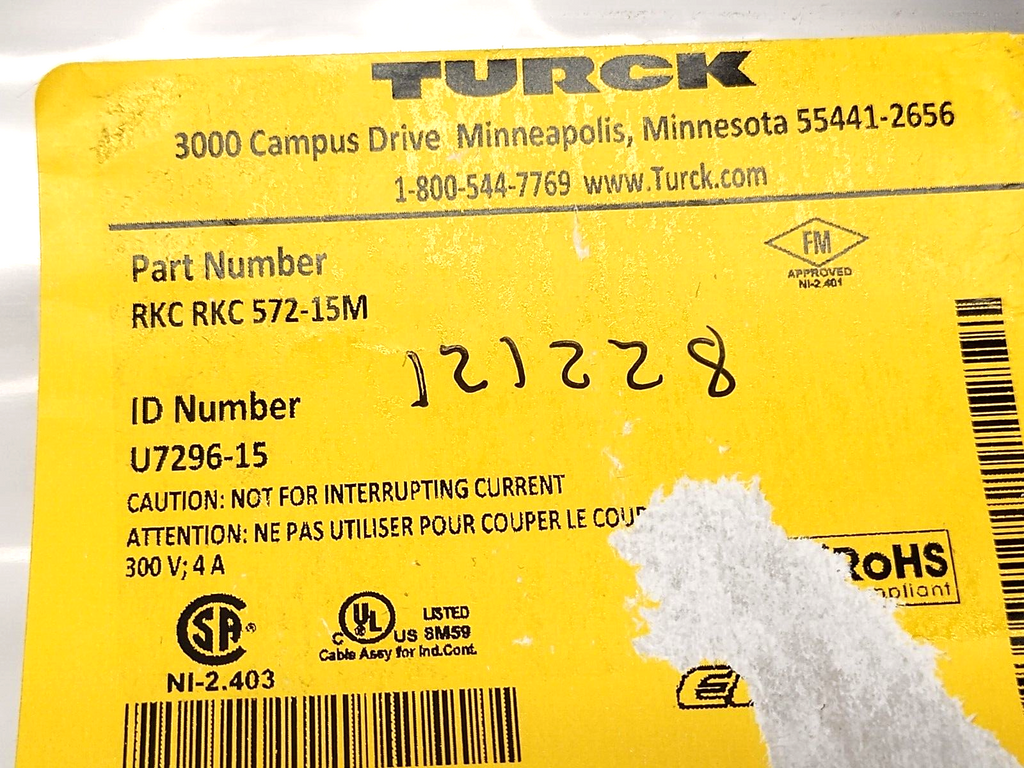 TURCK
3000 Campus Drive Minneapolis, Minnesota 55441-2656
1-800-544-7769 www.Turck.com
FM
APPROVED
NI-2.401
Part Number
RKC RKC 572-15M
121228
ID Number
U7296-15
CAUTION: NOT FOR INTERRUPTING CURRENT
ATTENTION: NE PAS UTILISER POUR COUPER LE
300 V; 4 A
RoHS
SA®
NI-2.403
C UL US LISTED 8M59
Cable Assy for Ind.Cont.